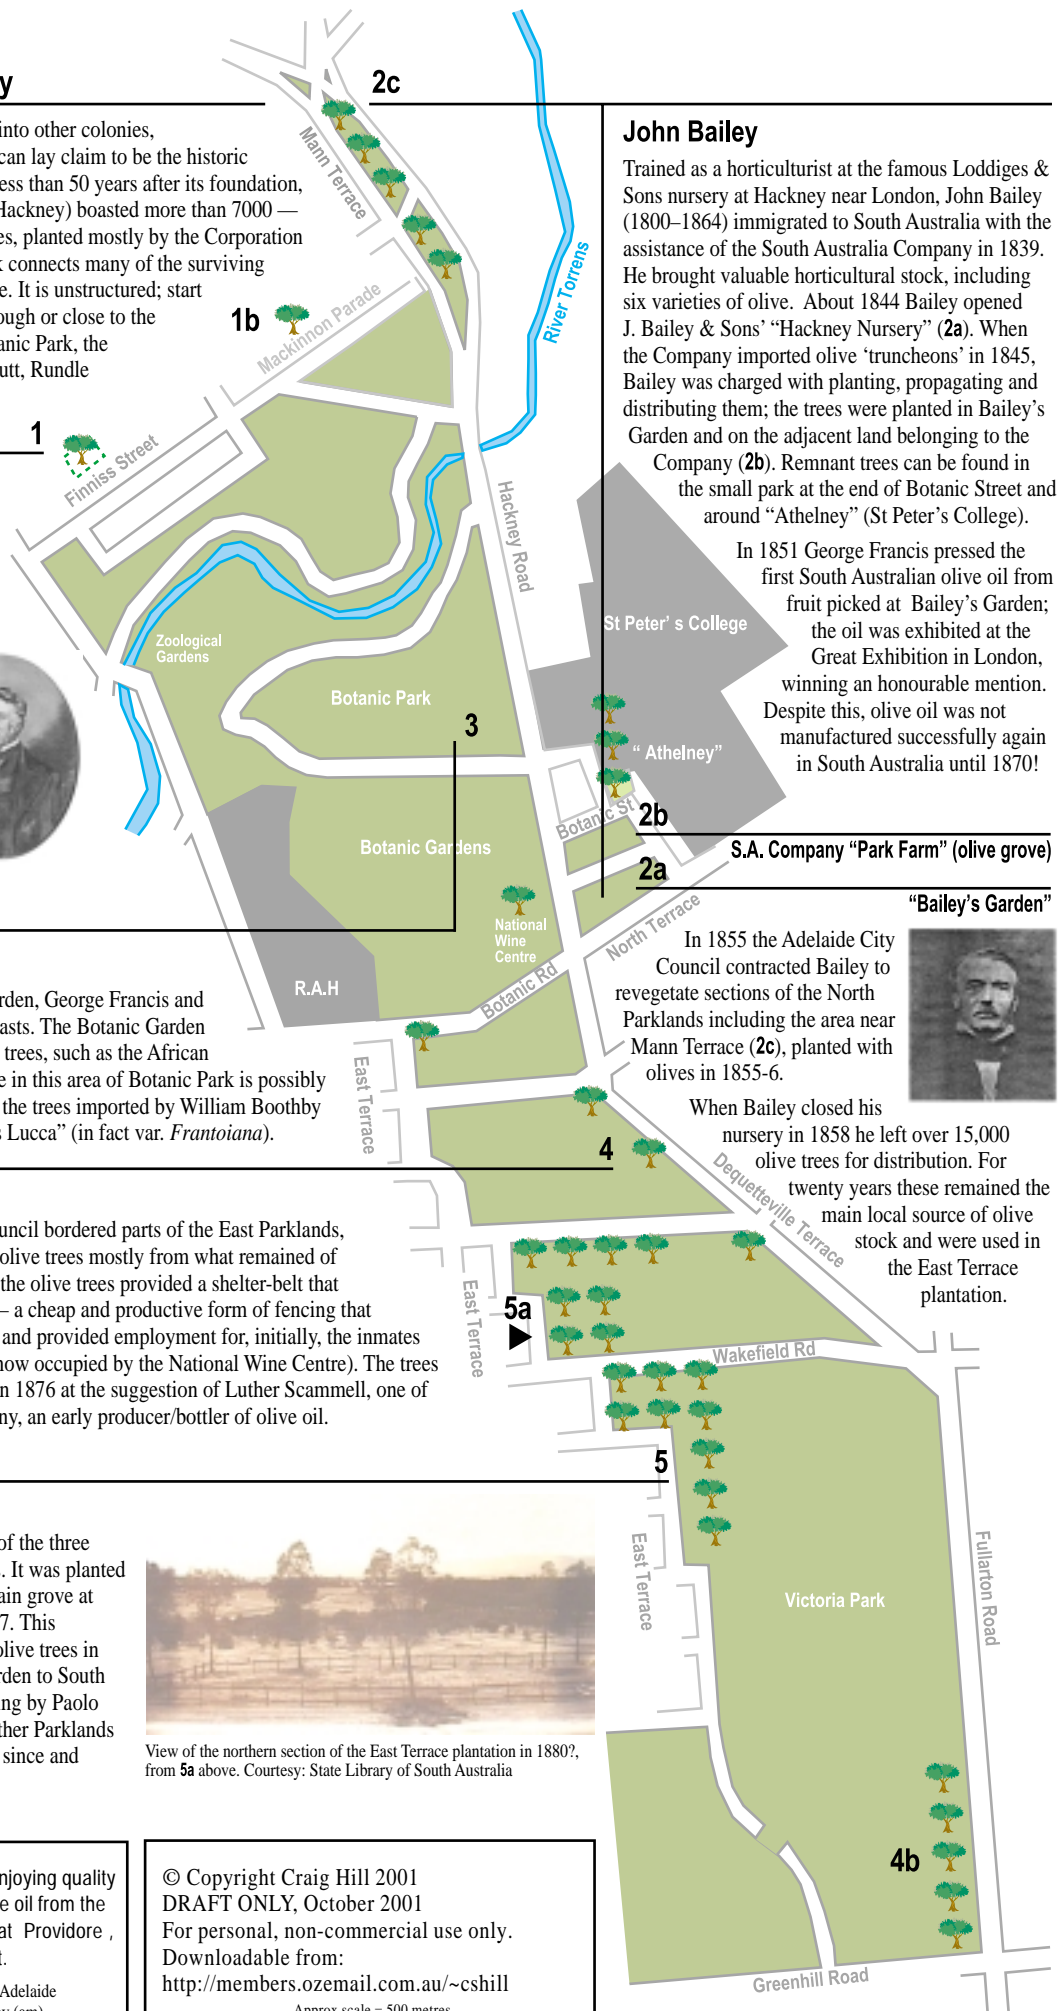 y
into other colonies,
can lay claim to be the historic
less than 50 years after its foundation,
Hackney) boasted more than 7000 —
es, planted mostly by the Corporation
k connects many of the surviving
e. It is unstructured; start
ough or close to the
anic Park, the
utt, Rundle
1
1b
2c
Mann Terrace
Mackinnon Parade
Finniss Street
River Torrens
Hackney Road
John Bailey
Trained as a horticulturist at the famous Loddiges &
Sons nursery at Hackney near London, John Bailey
(1800–1864) immigrated to South Australia with the
assistance of the South Australia Company in 1839.
He brought valuable horticultural stock, including
six varieties of olive.  About 1844 Bailey opened
J. Bailey & Sons’ “Hackney Nursery” (2a). When
the Company imported olive ‘truncheons’ in 1845,
Bailey was charged with planting, propagating and
distributing them; the trees were planted in Bailey’s
Garden and on the adjacent land belonging to the
Company (2b). Remnant trees can be found in
the small park at the end of Botanic Street and
around “Athelney” (St Peter’s College).
In 1851 George Francis pressed the
first South Australian olive oil from
fruit picked at  Bailey’s Garden;
the oil was exhibited at the
Great Exhibition in London,
winning an honourable mention.
Despite this, olive oil was not
manufactured successfully again
in South Australia until 1870!
St Peter’ s College
“ Athelney”
Zoological
Gardens
Botanic Park
3
Botanic Gardens
Botanic St
2b
S.A. Company “Park Farm” (olive grove)
2a
“Bailey’s Garden”
National
Wine
Centre
North Terrace
Botanic Rd
R.A.H
In 1855 the Adelaide City
Council contracted Bailey to
revegetate sections of the North
Parklands including the area near
Mann Terrace (2c), planted with
olives in 1855-6.
When Bailey closed his
nursery in 1858 he left over 15,000
olive trees for distribution. For
twenty years these remained the
main local source of olive
stock and were used in
the East Terrace
plantation.
rden, George Francis and
asts. The Botanic Garden
trees, such as the African
e in this area of Botanic Park is possibly
the trees imported by William Boothby
s Lucca” (in fact var. Frantoiana).
East Terrace
4
Dequetteville Terrace
uncil bordered parts of the East Parklands,
olive trees mostly from what remained of
the olive trees provided a shelter-belt that
– a cheap and productive form of fencing that
and provided employment for, initially, the inmates
now occupied by the National Wine Centre). The trees
n 1876 at the suggestion of Luther Scammell, one of
ny, an early producer/bottler of olive oil.
East Terrace
5a
Wakefield Rd
5
of the three
. It was planted
ain grove at
7. This
olive trees in
rden to South
ng by Paolo
ther Parklands
since and
East Terrace
Victoria Park
Fullarton Road
View of the northern section of the East Terrace plantation in 1880?,
from 5a above. Courtesy: State Library of South Australia
4b
Greenhill Road
njoying quality
e oil from the
at Providore ,
t.
Adelaide
© Copyright Craig Hill 2001
DRAFT ONLY, October 2001
For personal, non-commercial use only.
Downloadable from:
http://members.ozemail.com.au/~cshill
Approx scale = 500 metres